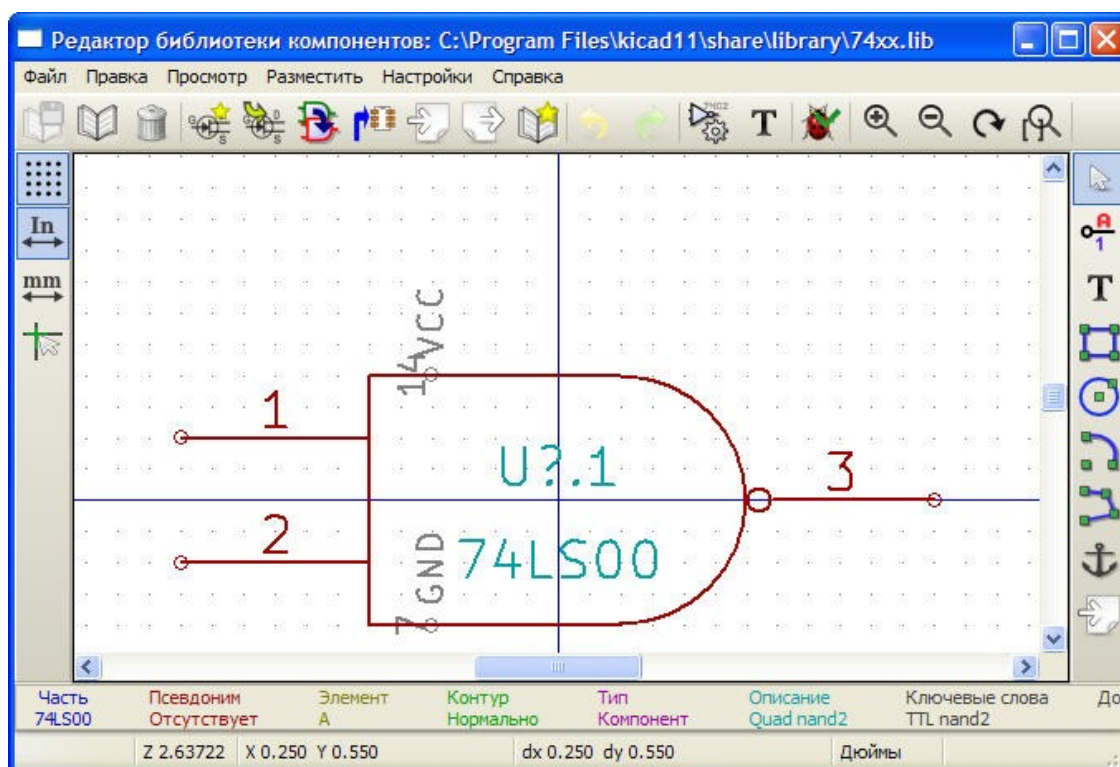 Редактор библиотеки компонентов: C:\Program Files\kicad11\share\library\74xx.lib
Файл Правка Просмотр Разместить Настройки Справка
T
In
mm
A
1
T
VCC
14
1
U?.1
3
2
GND
74LS00
7
Часть Псевдоним Элемент Контур Тип Описание Ключевые слова До
74LS00 Отсутствует A Нормально Компонент Quad nand2 TTL nand2
Z 2.63722 X 0.250 Y 0.550 dx 0.250 dy 0.550 Дюймы